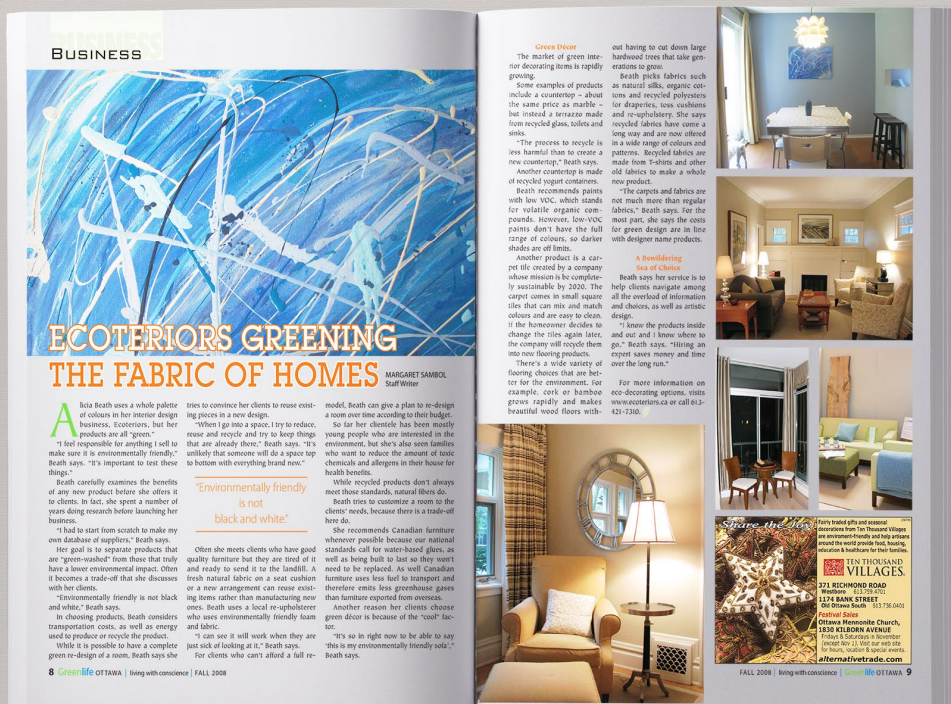 BUSINESS
BUSINESS
ECOTERIORS GREENING
THE FABRIC OF HOMES
MARGARET SAMBOL
Staff Writer
Alicia Beath uses a whole palette
of colours in her interior design
business, Ecoteriors, but her
products are all "green."
"I feel responsible for anything I sell to
make sure it is environmentally friendly,"
Beath says. "It's important to test these
things."
Beath carefully examines the benefits
of any new product before she offers it
to clients. In fact, she spent a number of
years doing research before launching her
business.
"I had to start from scratch to make my
own database of suppliers," Beath says.
Her goal is to separate products that
are "green-washed" from those that truly
have a lower environmental impact. Often
it becomes a trade-off that she discusses
with her clients.
"Environmentally friendly is not black
and white," Beath says.
In choosing products, Beath considers
transportation costs, as well as energy
used to produce or recycle the product.
While it is possible to have a complete
green re-design of a room, Beath says she
tries to convince her clients to reuse exist-
ing pieces in a new design.
"When I go into a space, I try to reduce,
reuse and recycle and try to keep things
that are already there," Beath says. "It's
unlikely that someone will do a space top
to bottom with everything brand new."
"Environmentally friendly
is not
black and white."
Often she meets clients who have good
quality furniture but they are tired of it
and ready to send it to the landfill. A
fresh natural fabric on a seat cushion
or a new arrangement can reuse exist-
ing items rather than manufacturing new
ones. Beath uses a local re-upholsterer
who uses environmentally friendly foam
and fabric.
"I can see it will work when they are
just sick of looking at it," Beath says.
For clients who can't afford a full re-
model, Beath can give a plan to re-design
a room over time according to their budget.
So far her clientele has been mostly
young people who are interested in the
environment, but she's also seen families
who want to reduce the amount of toxic
chemicals and allergens in their house for
health benefits.
While recycled products don't always
meet those standards, natural fibers do.
Beath tries to customize a room to the
clients' needs, because there is a trade-off
here do.
She recommends Canadian furniture
whenever possible because our national
standards call for water-based glues, as
well as being built to last so they won't
need to be replaced. As well Canadian
furniture uses less fuel to transport and
therefore emits less greenhouse gases
than furniture exported from overseas.
Another reason her clients choose
green décor is because of the "cool" fac-
tor.
"It's so in right now to be able to say
'this is my environmentally friendly sofa',"
Beath says.
8 Greenlife OTTAWA | living with conscience | FALL 2008
Green Décor
The market of green inte-
rior decorating items is rapidly
growing.
Some examples of products
include a countertop – about
the same price as marble –
but instead a terrazzo made
from recycled glass, toilets and
sinks.
"The process to recycle is
less harmful than to create a
new countertop," Beath says.
Another countertop is made
of recycled yogurt containers.
Beath recommends paints
with low VOC, which stands
for volatile organic com-
pounds. However, low-VOC
paints don't have the full
range of colours, so darker
shades are off limits.
Another product is a car-
pet tile created by a company
whose mission is be complete-
ly sustainable by 2020. The
carpet comes in small square
tiles that can mix and match
colours and are easy to clean.
If the homeowner decides to
change the tiles again later,
the company will recycle them
into new flooring products.
There's a wide variety of
flooring choices that are bet-
ter for the environment. For
example, cork or bamboo
grows rapidly and makes
beautiful wood floors with-
out having to cut down large
hardwood trees that take gen-
erations to grow.
Beath picks fabrics such
as natural silks, organic cot-
tons and recycled polyesters
for draperies, toss cushions
and re-upholstery. She says
recycled fabrics have come a
long way and are now offered
in a wide range of colours and
patterns. Recycled fabrics are
made from T-shirts and other
old fabrics to make a whole
new product.
"The carpets and fabrics are
not much more than regular
fabrics," Beath says. For the
most part, she says the costs
for green design are in line
with designer name products.
A Bewildering
Sea of Choice
Beath says her service is to
help clients navigate among
all the overload of information
and choices, as well as artistic
design.
"I know the products inside
and out and I know where to
go," Beath says. "Hiring an
expert saves money and time
over the long run."
For more information on
eco-decorating options, visits
www.ecoteriors.ca or call 613-
421-7310.
Share the Joy
Fairly traded gifts and seasonal
decorations from Ten Thousand Villages
are enviroment-friendly and help artisans
around the world provide food, housing,
education & healthcare for their families.
TEN THOUSAND
VILLAGES.
371 RICHMOND ROAD
Westboro 613.759.4701
1174 BANK STREET
Old Ottawa South 613.736.0401
Festival Sales
Ottawa Mennonite Church,
1830 KILBORN AVENUE
Fridays & Saturdays in November
(except Nov 1). Visit our web site
for hours, location & special events.
alternativetrade.com
FALL 2008 | living with conscience | Greenlife OTTAWA 9